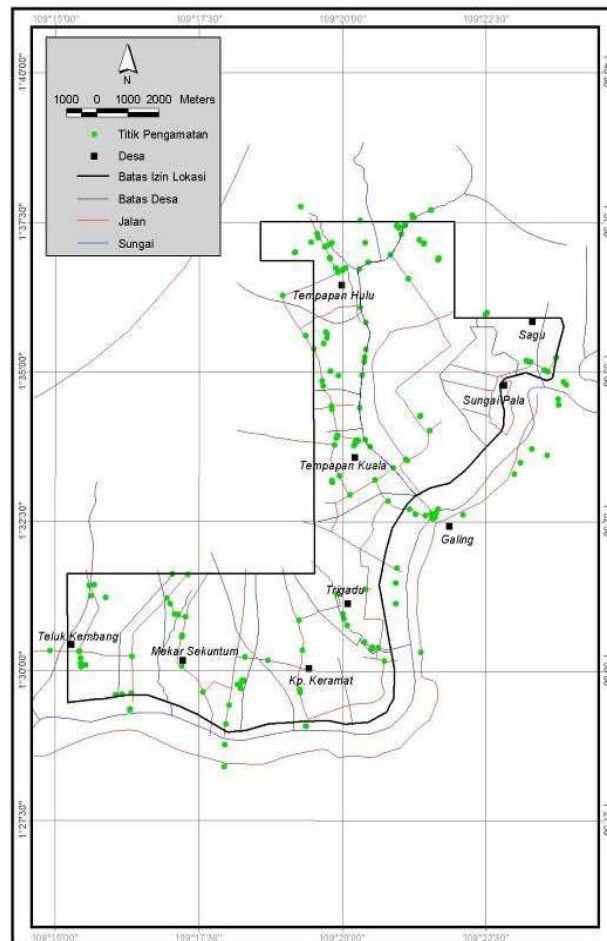 109°15'00" 109°17'30" 109°20'00" 109°22'30"
1°40'00"
1°37'30"
1°35'00"
1°32'30"
1°30'00"
1°27'30"
N
1000 0 1000 2000 Meters
Titik Pengamatan
Desa
Batas Izin Lokasi
Batas Desa
Jalan
Sungai
Tempapan Hulu
Sagu
Sungai Pala
Tempapan Kuala
Galing
Trigadu
Teluk Kembang
Mekar Sekuntum
Kp. Keramat
109°15'00" 109°17'30" 109°20'00" 109°22'30"